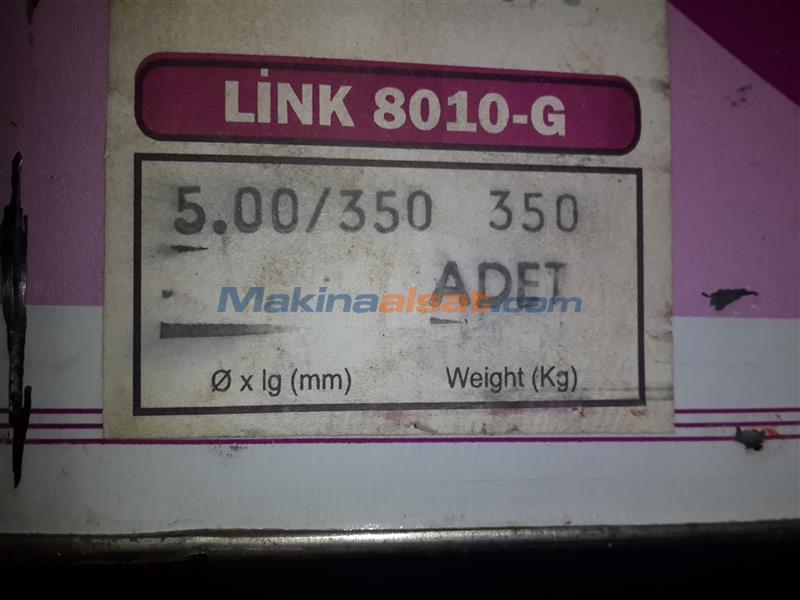 LİNK 8010-G
5.00/350 350
ADET
Makinaalsat.com
Ø x lg (mm) Weight (Kg)